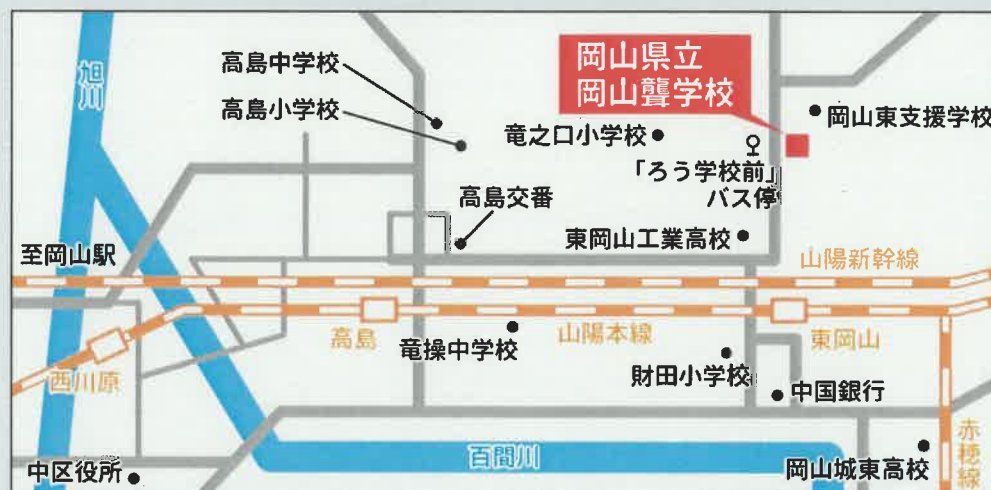 旭川
高島中学校
高島小学校
岡山県立
岡山聾学校
岡山東支援学校
竜之口小学校
「ろう学校前」
バス停
高島交番
東岡山工業高校
至岡山駅
山陽新幹線
高島
山陽本線
東岡山
竜操中学校
西川原
財田小学校
中国銀行
百間川
赤穂線
岡山城東高校
中区役所